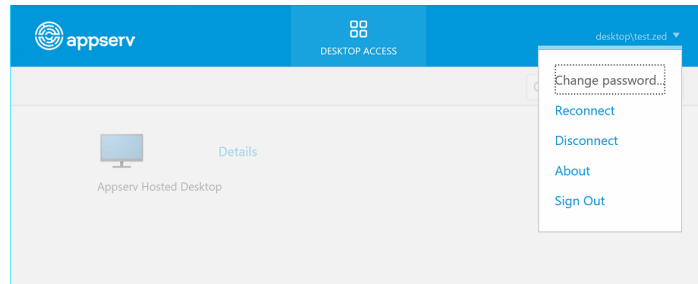 appserv
DESKTOP ACCESS
desktop\test.zed
Change password...
Reconnect
Disconnect
About
Sign Out
Details
Appserv Hosted Desktop